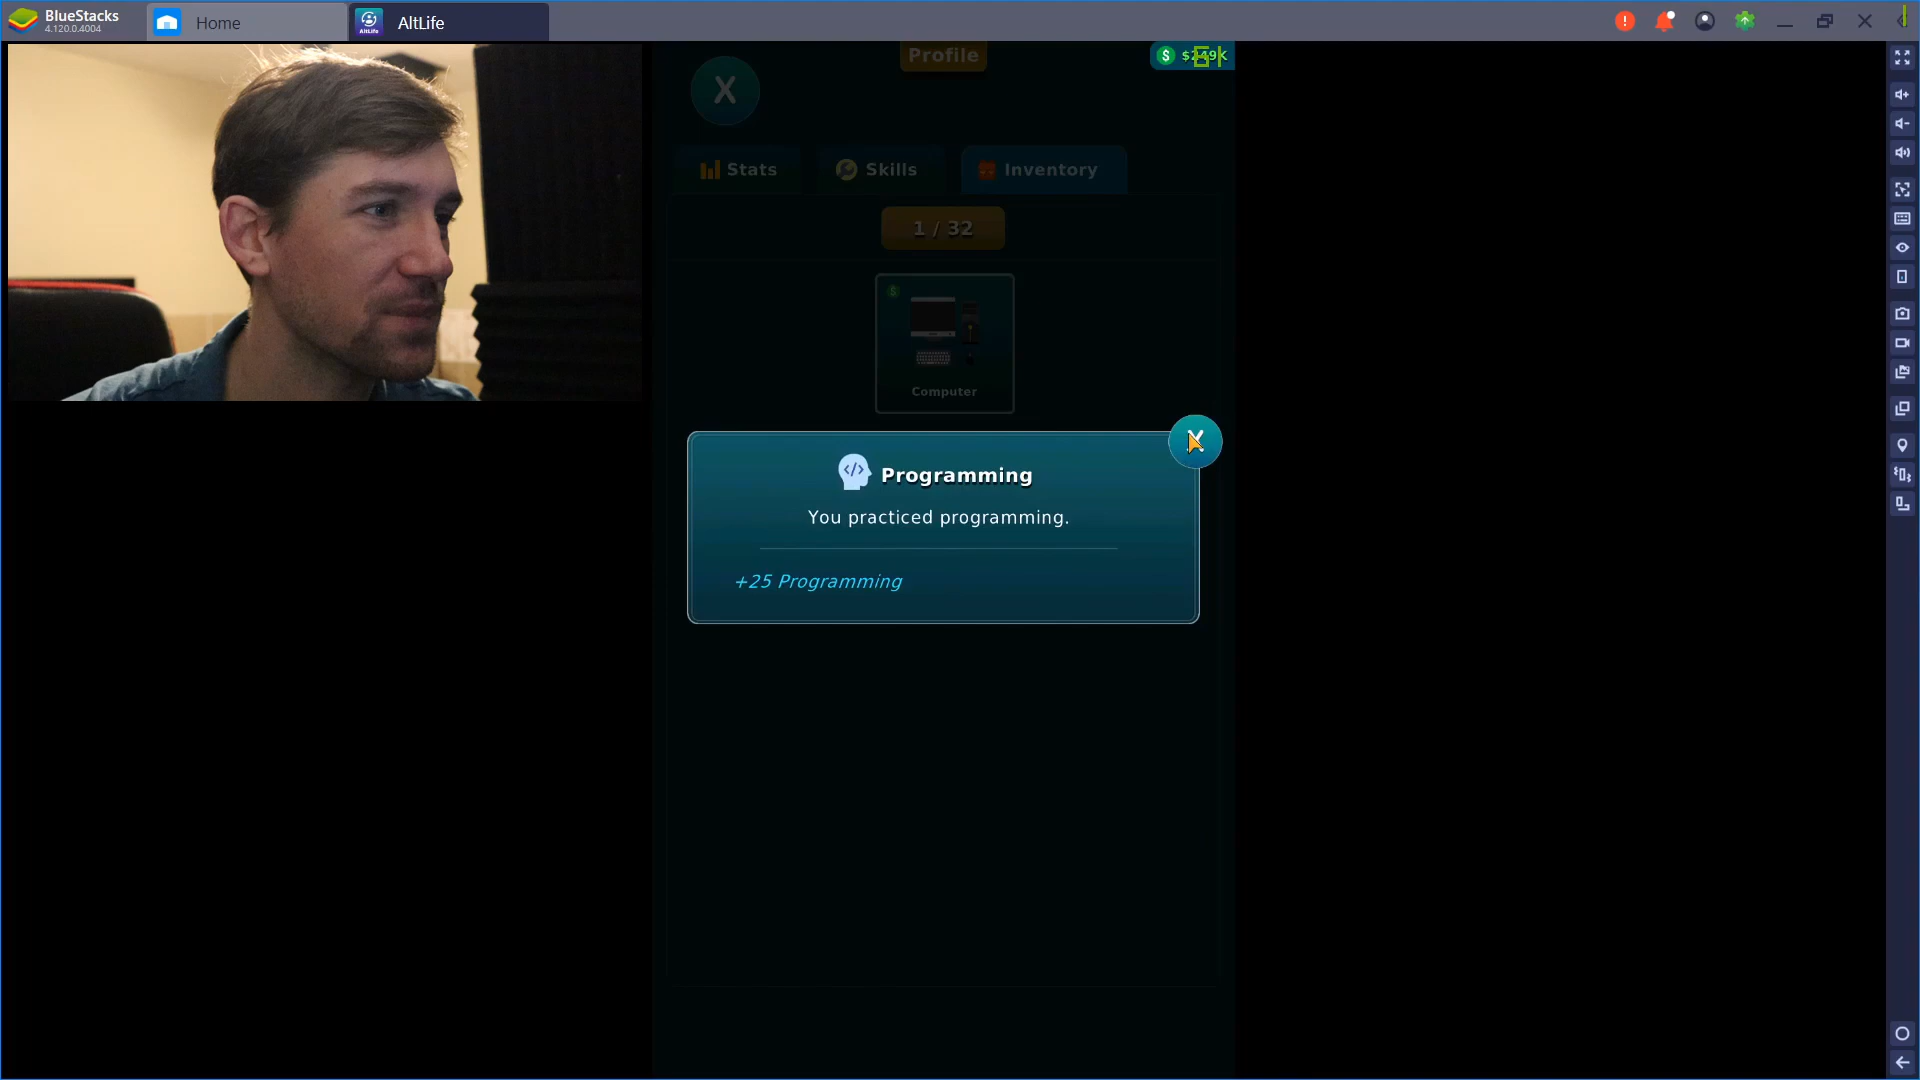 BlueStacks
4.120.0.4004
Home
AltLife
AltLife
Profile
X
Stats
Skills
Inventory
1 / 32
Computer
X
Programming
You practiced programming.
+25 Programming